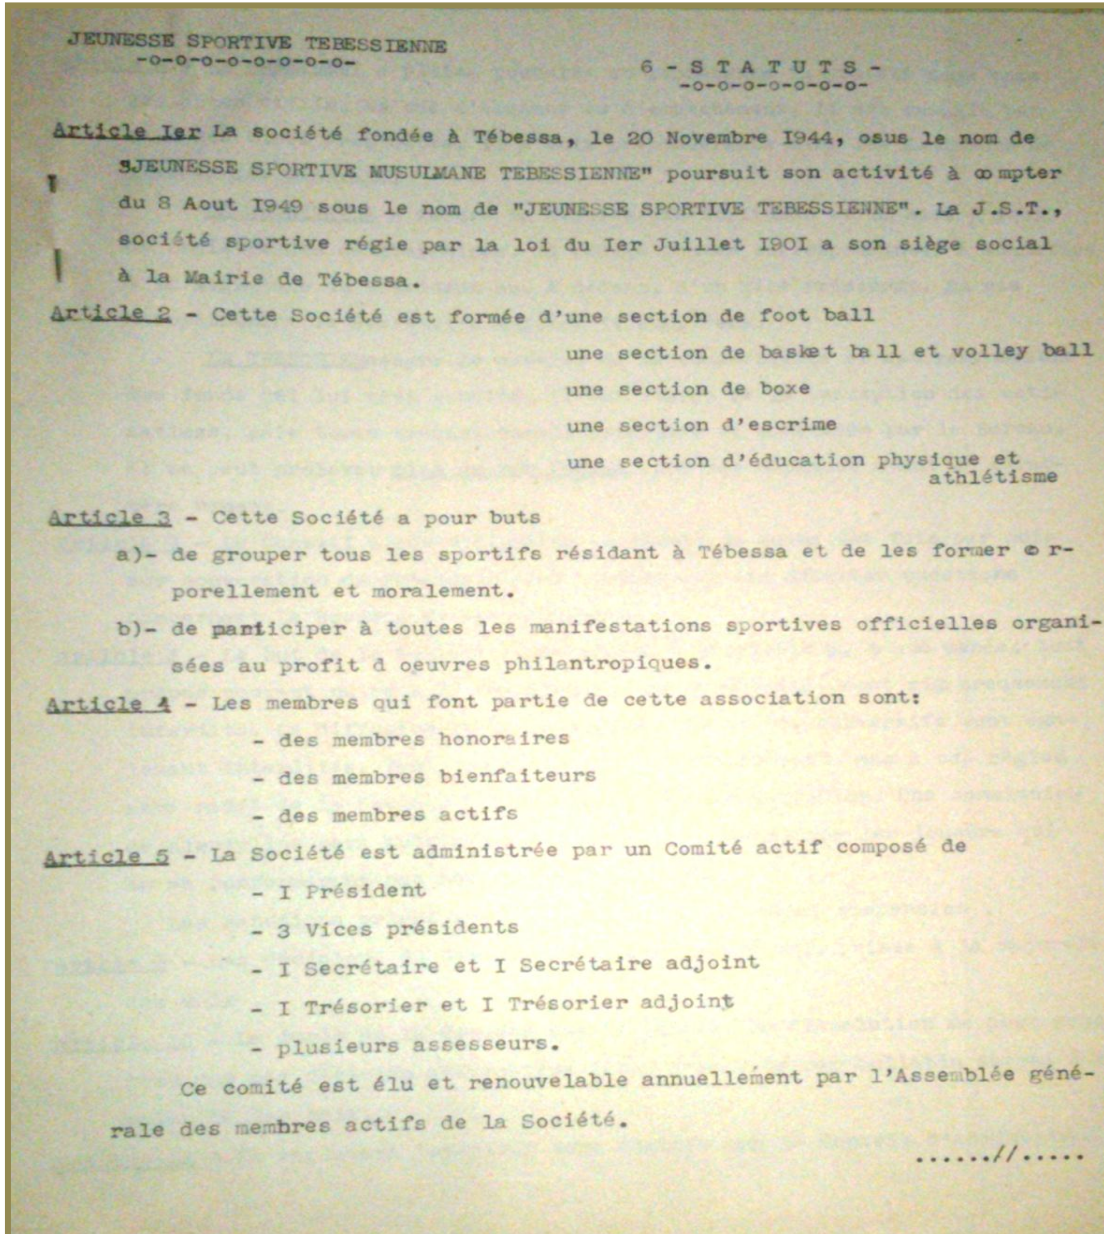 JEUNESSE SPORTIVE TEBESSIENNE
-o-o-o-o-o-o-o-o-
6 - S T A T U T S -
-o-o-o-o-o-o-o-
Article Ier La société fondée à Tébessa, le 20 Novembre I944, osus le nom de
SJEUNESSE SPORTIVE MUSULMANE TEBESSIENNE" poursuit son activité à compter
du 8 Aout I949 sous le nom de "JEUNESSE SPORTIVE TEBESSIENNE". La J.S.T.,
société sportive régie par la loi du Ier Juillet I90I a son siège social
à la Mairie de Tébessa.
Article 2 - Cette Société est formée d'une section de foot ball
une section de basket ball et volley ball
une section de boxe
une section d'escrime
une section d'éducation physique et
athlétisme
Article 3 - Cette Société a pour buts
a)- de grouper tous les sportifs résidant à Tébessa et de les former cor-
porellement et moralement.
b)- de participer à toutes les manifestations sportives officielles organi-
sées au profit d oeuvres philantropiques.
Article 4 - Les membres qui font partie de cette association sont:
- des membres honoraires
- des membres bienfaiteurs
- des membres actifs
Article 5 - La Société est administrée par un Comité actif composé de
- I Président
- 3 Vices présidents
- I Secrétaire et I Secrétaire adjoint
- I Trésorier et I Trésorier adjoint
- plusieurs assesseurs.
Ce comité est élu et renouvelable annuellement par l'Assemblée géné-
rale des membres actifs de la Société.
......//.....